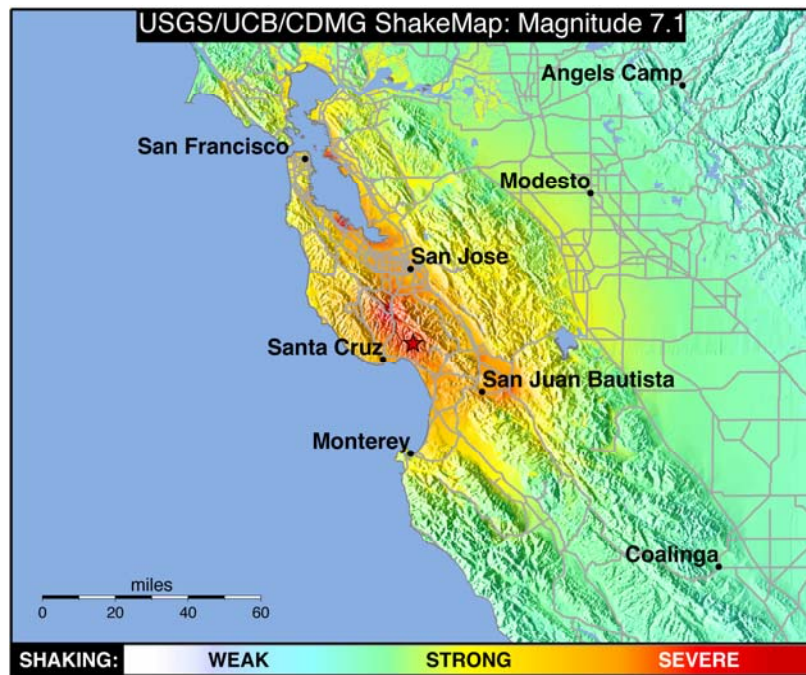 USGS/UCB/CDMG ShakeMap: Magnitude 7.1
Angels Camp
San Francisco
Modesto
San Jose
Santa Cruz
San Juan Bautista
Monterey
Coalinga
miles
0 20 40 60
SHAKING: WEAK STRONG SEVERE